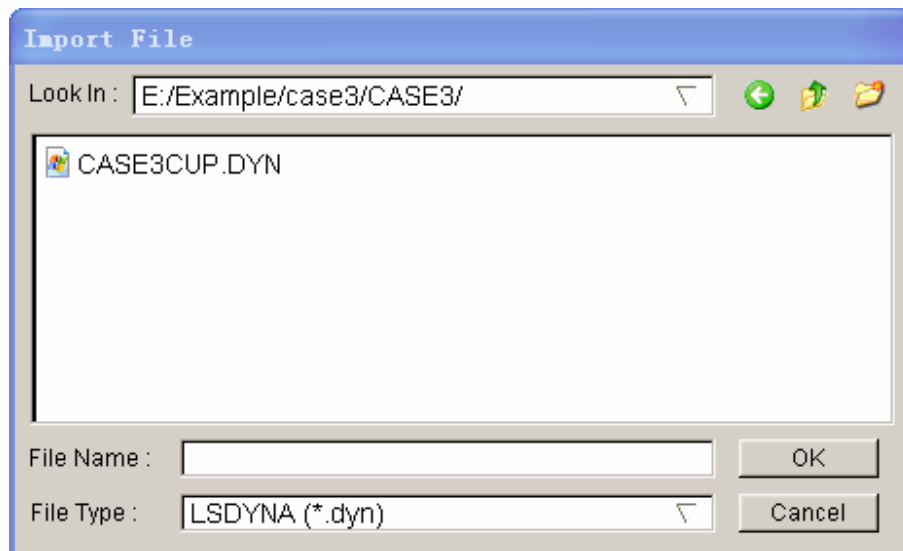 Import File
Look In : E:/Example/case3/CASE3/
CASE3CUP.DYN
File Name :
OK
File Type : LSDYNA (*.dyn)
Cancel